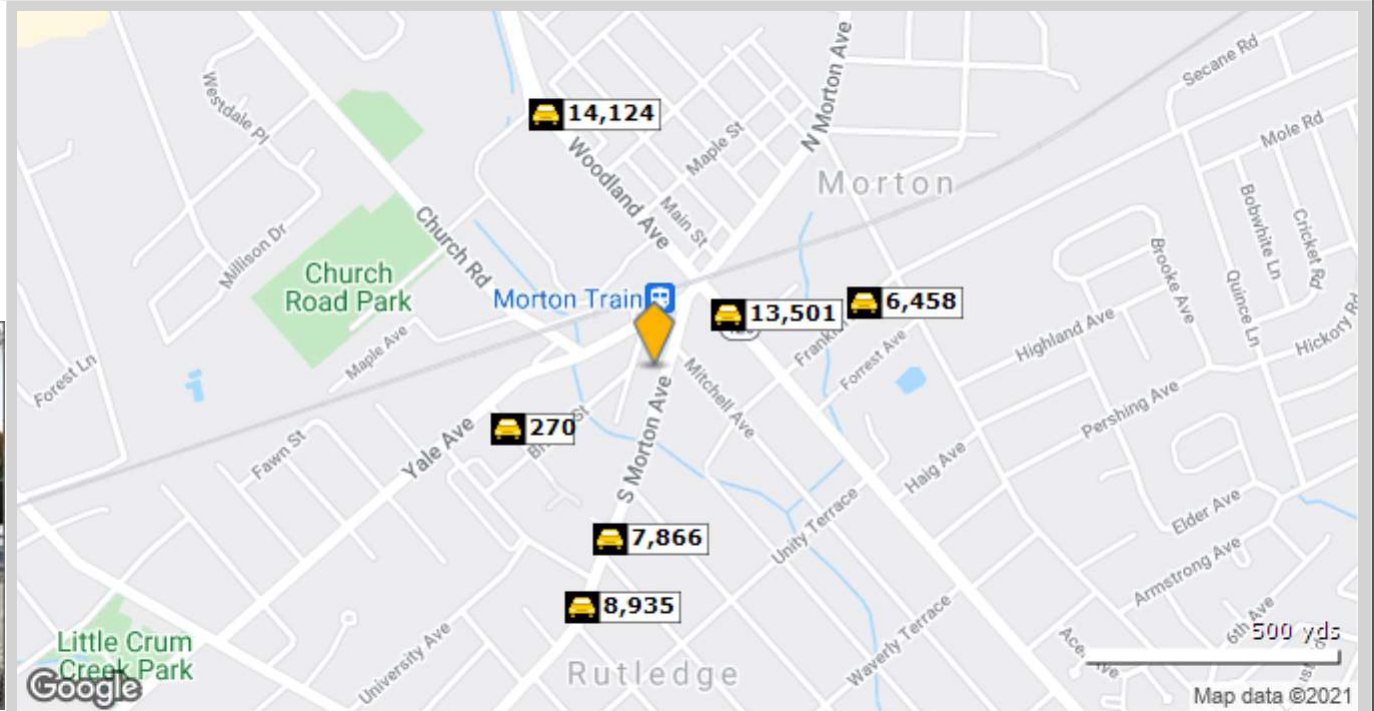 Secane Rd
N Morton Ave
Westdale Pl
14,124
Mole Rd
Maple St
Woodland Ave
Morton
Main St
Bobwhite Ln
Cricket Rd
Church Rd
Millison Dr
Brooke Ave
Church
Road Park
Quince Ln
Morton Train
13,501
6,458
Hickory Rd
Highland Ave
Maple Ave
Forrest Ave
Forest Ln
Mitchell Ave
Pershing Ave
S Morton Ave
270
Yale Ave
Fawn St
Haig Ave
Elder Ave
7,866
Unity Terrace
Armstrong Ave
8,935
Waverly Terrace
6th Ave
500 yds
Little Crum
Creek Park
University Ave
Rutledge
Google
Map data ©2021